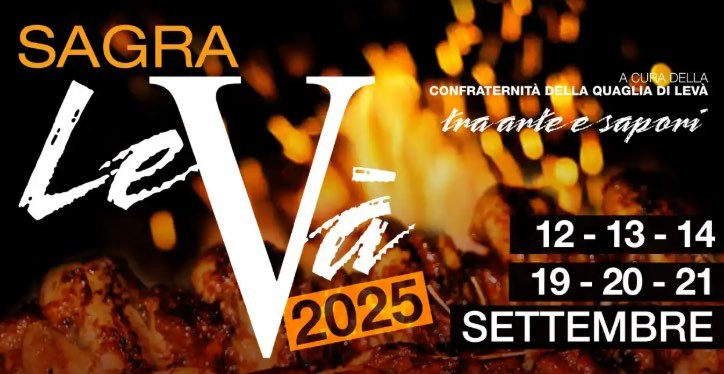 SAGRA
LeVà
2025
A CURA DELLA
CONFRATERNITÀ DELLA QUAGLIA DI LEVÀ
tra arte e sapori
12 - 13 - 14
19 - 20 - 21
SETTEMBRE